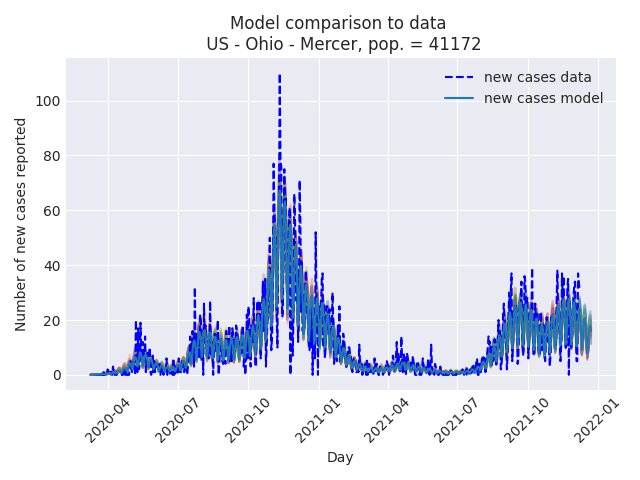 Model comparison to data
US - Ohio - Mercer, pop. = 41172
new cases data
new cases model
Number of new cases reported
100
80
60
40
20
0
2020-04
2020-07
2020-10
2021-01
2021-04
2021-07
2021-10
2022-01
Day